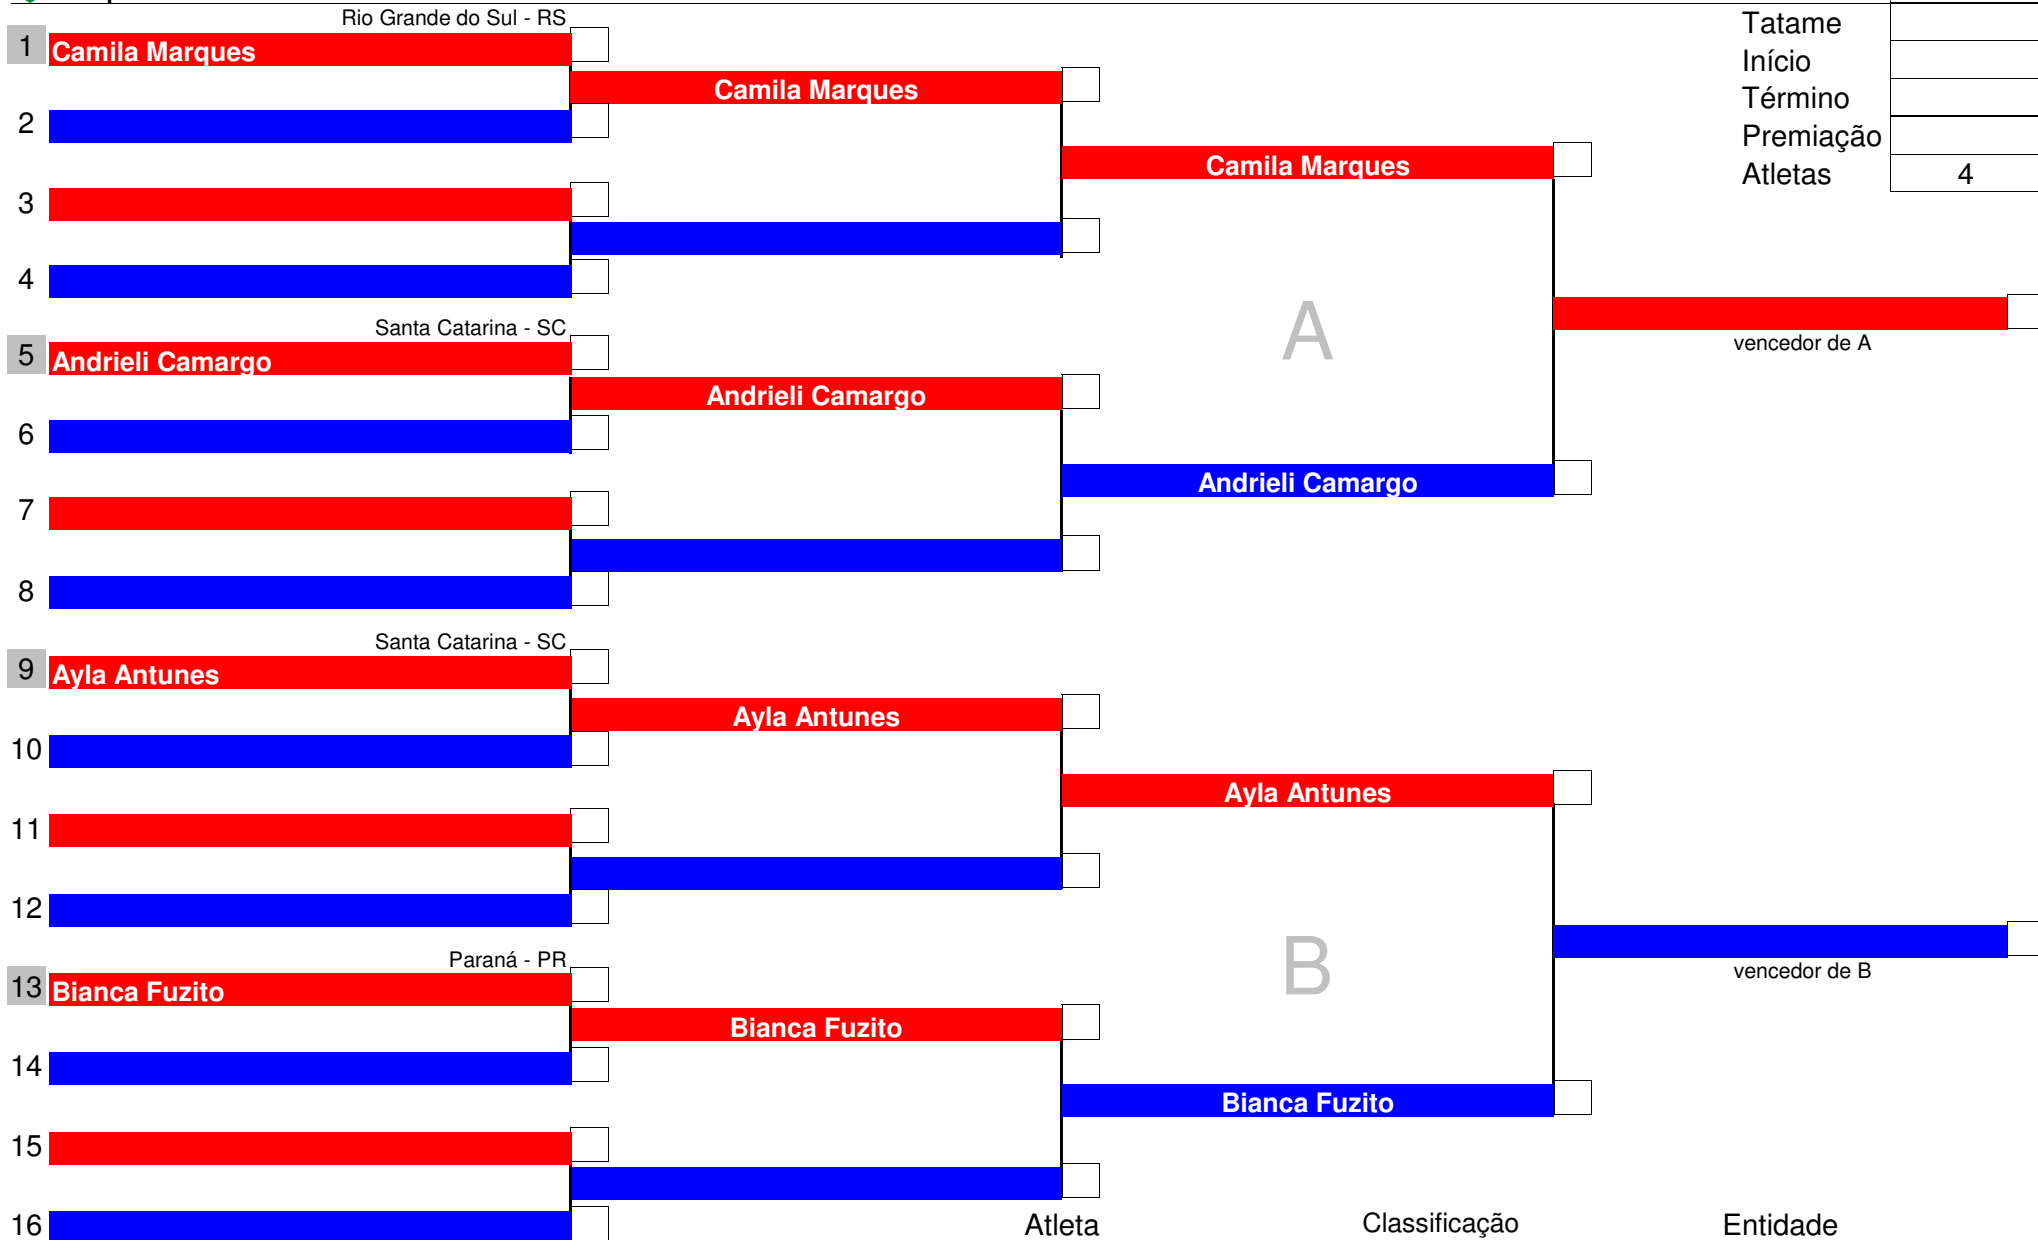 Rio Grande do Sul - RS
Tatame
1 Camila Marques
Início
Camila Marques
Término
2
Premiação
Camila Marques
Atletas 4
3
4
Santa Catarina - SC
A
vencedor de A
5 Andrieli Camargo
Andrieli Camargo
6
Andrieli Camargo
7
8
Santa Catarina - SC
9 Ayla Antunes
Ayla Antunes
10
Ayla Antunes
11
12
Paraná - PR
B
vencedor de B
13 Bianca Fuzito
Bianca Fuzito
14
Bianca Fuzito
15
16
Atleta Classificação Entidade